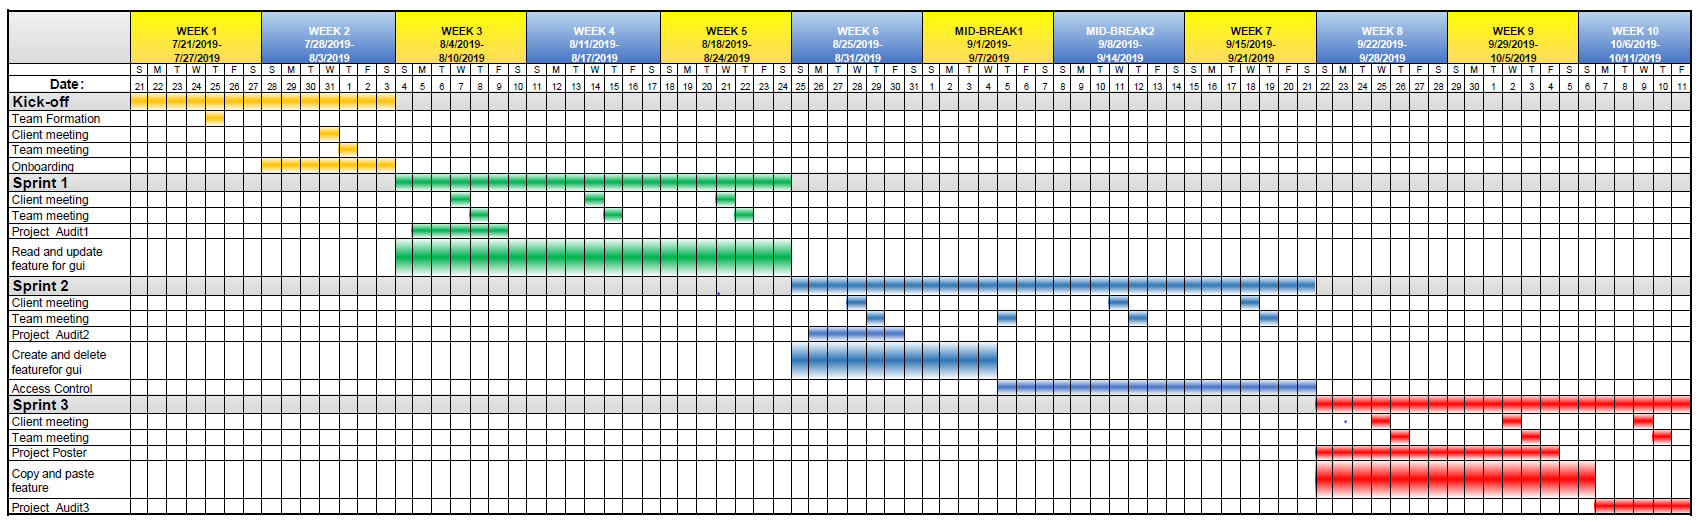 WEEK 1 WEEK 2 WEEK 3 WEEK 4 WEEK 5 WEEK 6 MID-BREAK1 MID-BREAK2 WEEK 7 WEEK 8 WEEK 9 WEEK 10
7/21/2019- 7/28/2019- 8/4/2019- 8/11/2019- 8/18/2019- 8/25/2019- 9/1/2019- 9/8/2019- 9/15/2019- 9/22/2019- 9/29/2019- 10/6/2019-
7/27/2019 8/3/2019 8/10/2019 8/17/2019 8/24/2019 8/31/2019 9/7/2019 9/14/2019 9/21/2019 9/28/2019 10/5/2019 10/11/2019
S M T W T F S S M T W T F S S M T W T F S S M T W T F S S M T W T F S S M T W T F S S M T W T F S S M T W T F S S M T W T F S S M T W T F S S M T W T F S S M T W T F
Date: 21 22 23 24 25 26 27 28 29 30 31 1 2 3 4 5 6 7 8 9 10 11 12 13 14 15 16 17 18 19 20 21 22 23 24 25 26 27 28 29 30 31 1 2 3 4 5 6 7 8 9 10 11 12 13 14 15 16 17 18 19 20 21 22 23 24 25 26 27 28 29 30 1 2 3 4 5 6 7 8 9 10 11
Kick-off
Team Formation
Client meeting
Team meeting
Onboarding
Sprint 1
Client meeting
Team meeting
Project Audit1
Read and update
feature for gui
Sprint 2
Client meeting
Team meeting
Project Audit2
Create and delete
featurefor gui
Access Control
Sprint 3
Client meeting
Team meeting
Project Poster
Copy and paste
feature
Project Audit3